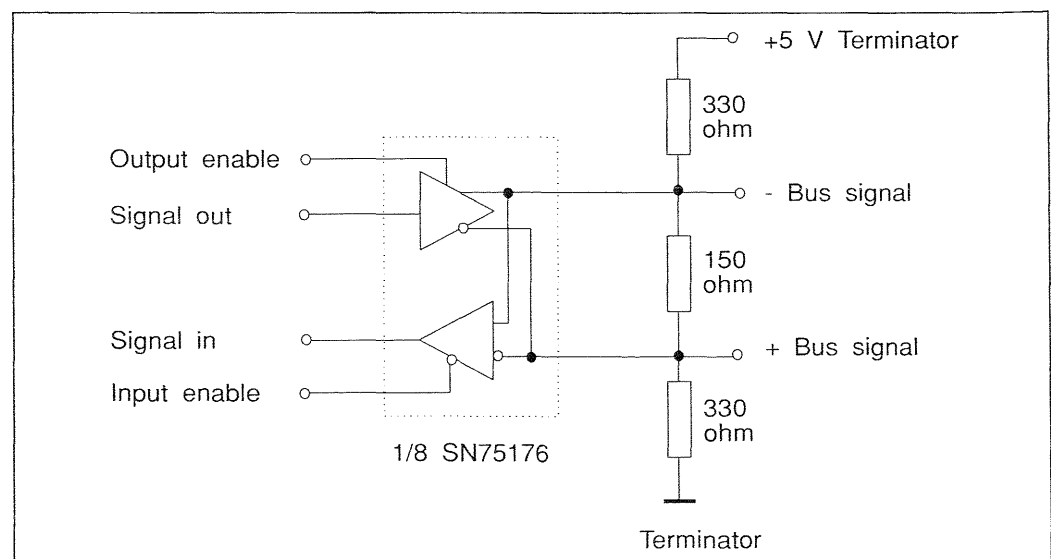 +5 V Terminator
330
ohm
Output enable
- Bus signal
Signal out
150
ohm
Signal in
+ Bus signal
Input enable
330
ohm
1/8 SN75176
Terminator